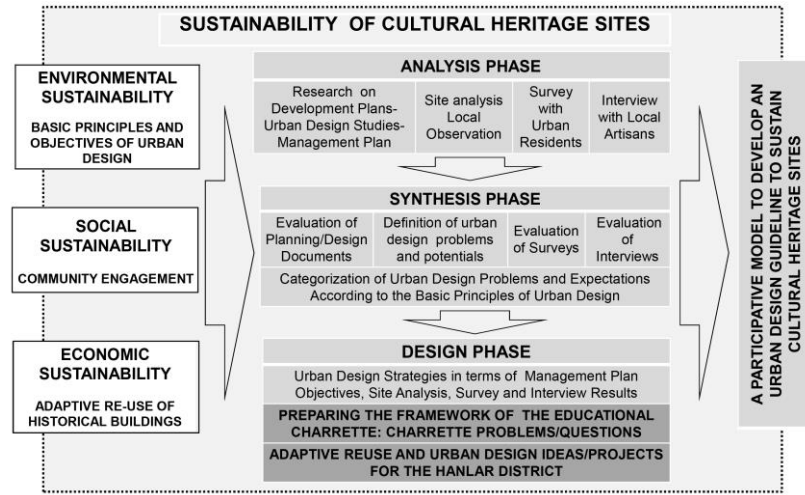 SUSTAINABILITY OF CULTURAL HERITAGE SITES
ENVIRONMENTAL
SUSTAINABILITY
BASIC PRINCIPLES AND
OBJECTIVES OF URBAN
DESIGN
SOCIAL
SUSTAINABILITY
COMMUNITY ENGAGEMENT
ECONOMIC
SUSTAINABILITY
ADAPTIVE RE-USE OF
HISTORICAL BUILDINGS
ANALYSIS PHASE
Research on
Development Plans-
Urban Design Studies-
Management Plan
Site analysis
Local
Observation
Survey
with
Urban
Residents
Interview
with Local
Artisans
SYNTHESIS PHASE
Evaluation of
Planning/Design
Documents
Definition of urban
design problems
and potentials
Evaluation
of Surveys
Evaluation
of
Interviews
Categorization of Urban Design Problems and Expectations
According to the Basic Principles of Urban Design
DESIGN PHASE
Urban Design Strategies in terms of Management Plan
Objectives, Site Analysis, Survey and Interview Results
PREPARING THE FRAMEWORK OF THE EDUCATIONAL
CHARRETTE: CHARRETTE PROBLEMS/QUESTIONS
ADAPTIVE REUSE AND URBAN DESIGN IDEAS/PROJECTS
FOR THE HANLAR DISTRICT
A PARTICIPATIVE MODEL TO DEVELOP AN
URBAN DESIGN GUIDELINE TO SUSTAIN
CULTURAL HERITAGE SITES